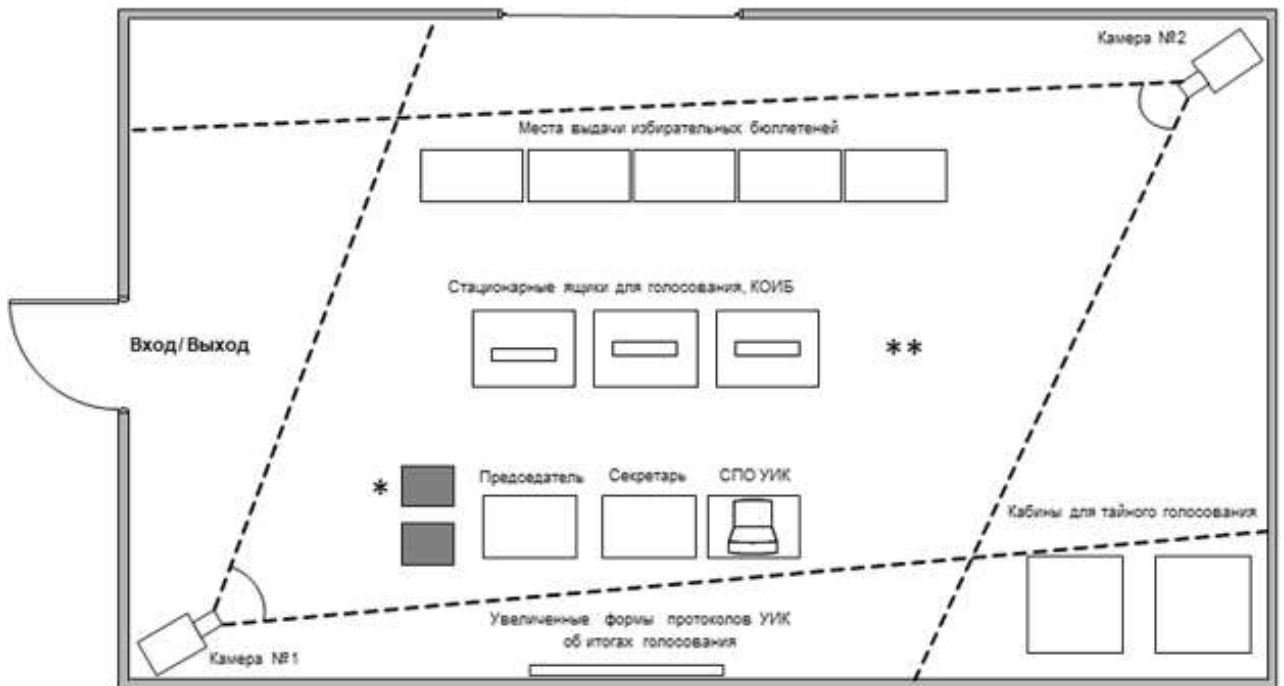 Камера №2
Места выдачи избирательных бюллетеней
Стационарные ящики для голосования, КОИБ
Вход/Выход
**
*
Председатель
Секретарь
СПО УИК
Кабины для тайного голосования
Увеличенные формы протоколов УИК
об итогах голосования
Камера №1